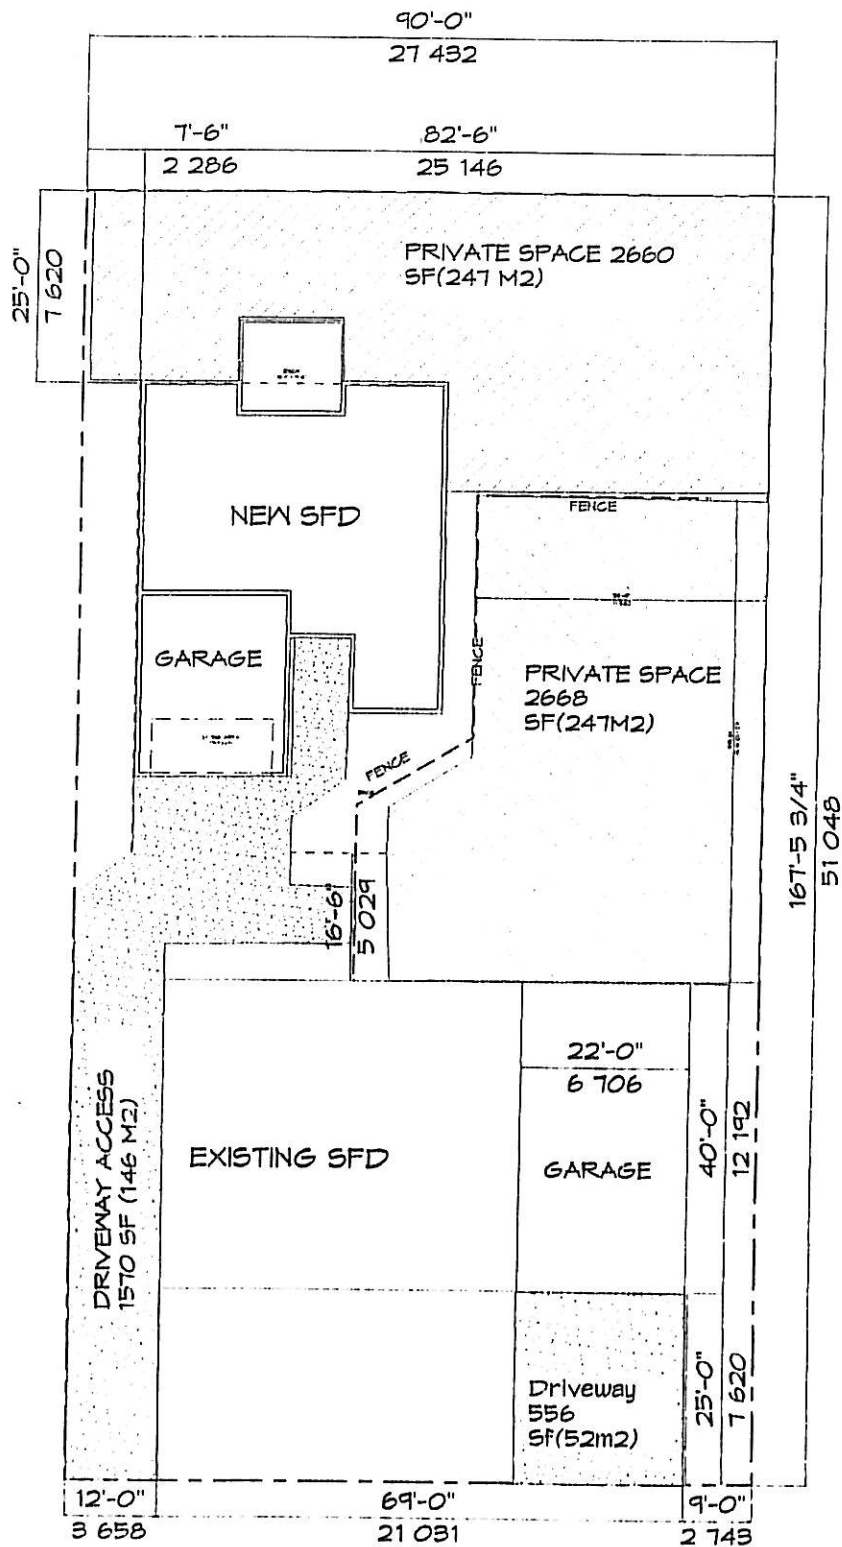 90'-0"
27 432
7'-6" 82'-6"
2 286 25 146
25'-0"
7 620
PRIVATE SPACE 2660
SF(247 M2)
NEW SFD
FENCE
GARAGE
FENCE
PRIVATE SPACE
2668
SF(247M2)
FENCE
167'-5 3/4"
51 048
16'-6"
5 029
22'-0"
6 706
DRIVEWAY ACCESS
1570 SF (146 M2)
EXISTING SFD
GARAGE
40'-0"
12 192
Driveway
556
SF(52m2)
25'-0"
7 620
12'-0" 69'-0" 9'-0"
3 658 21 031 2 743